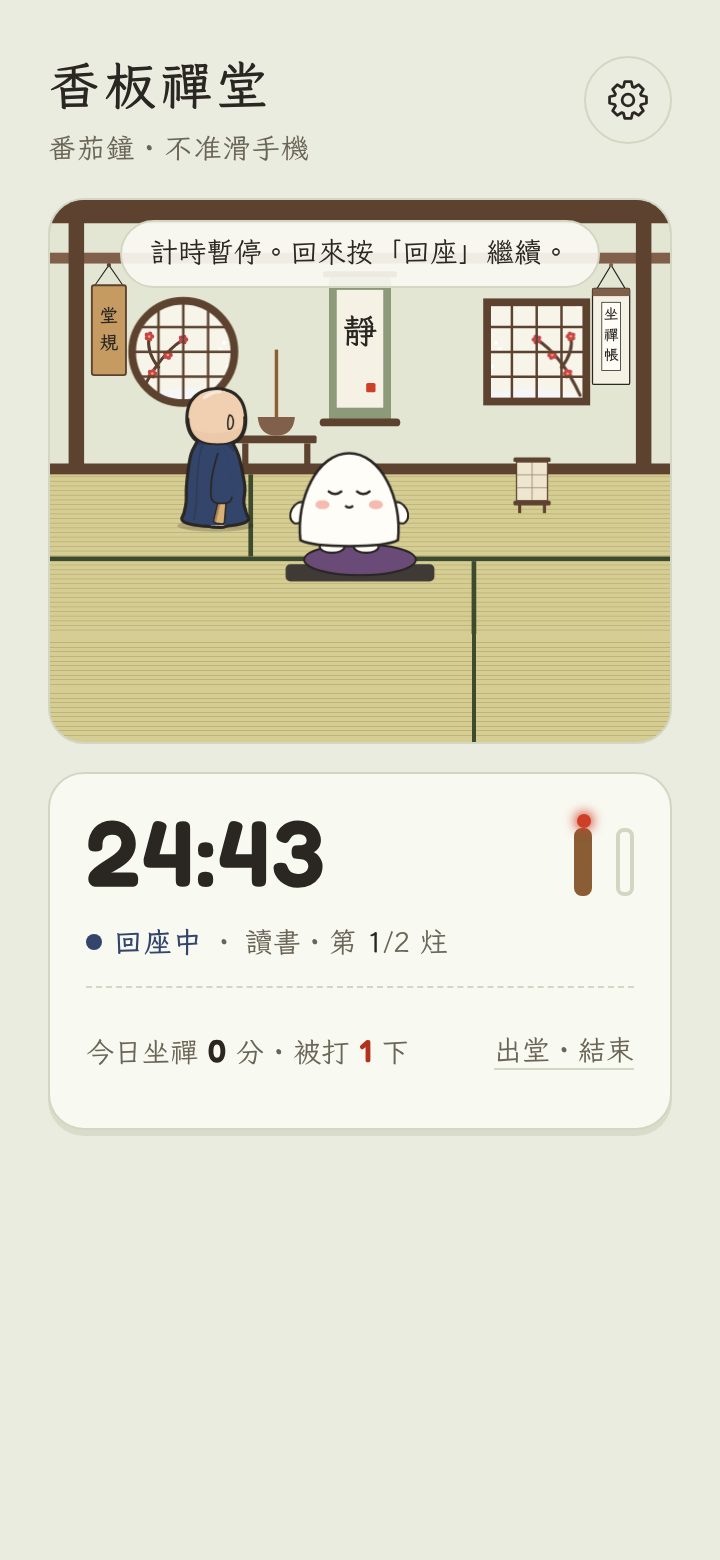 香板禪堂
番茄鐘・不准滑手機
計時暫停。回來按「回座」繼續。
堂規
靜
坐禪帳
24:43
回座中 ・ 讀書・第 1/2 炷
今日坐禪 0 分・被打 1 下
出堂・結束